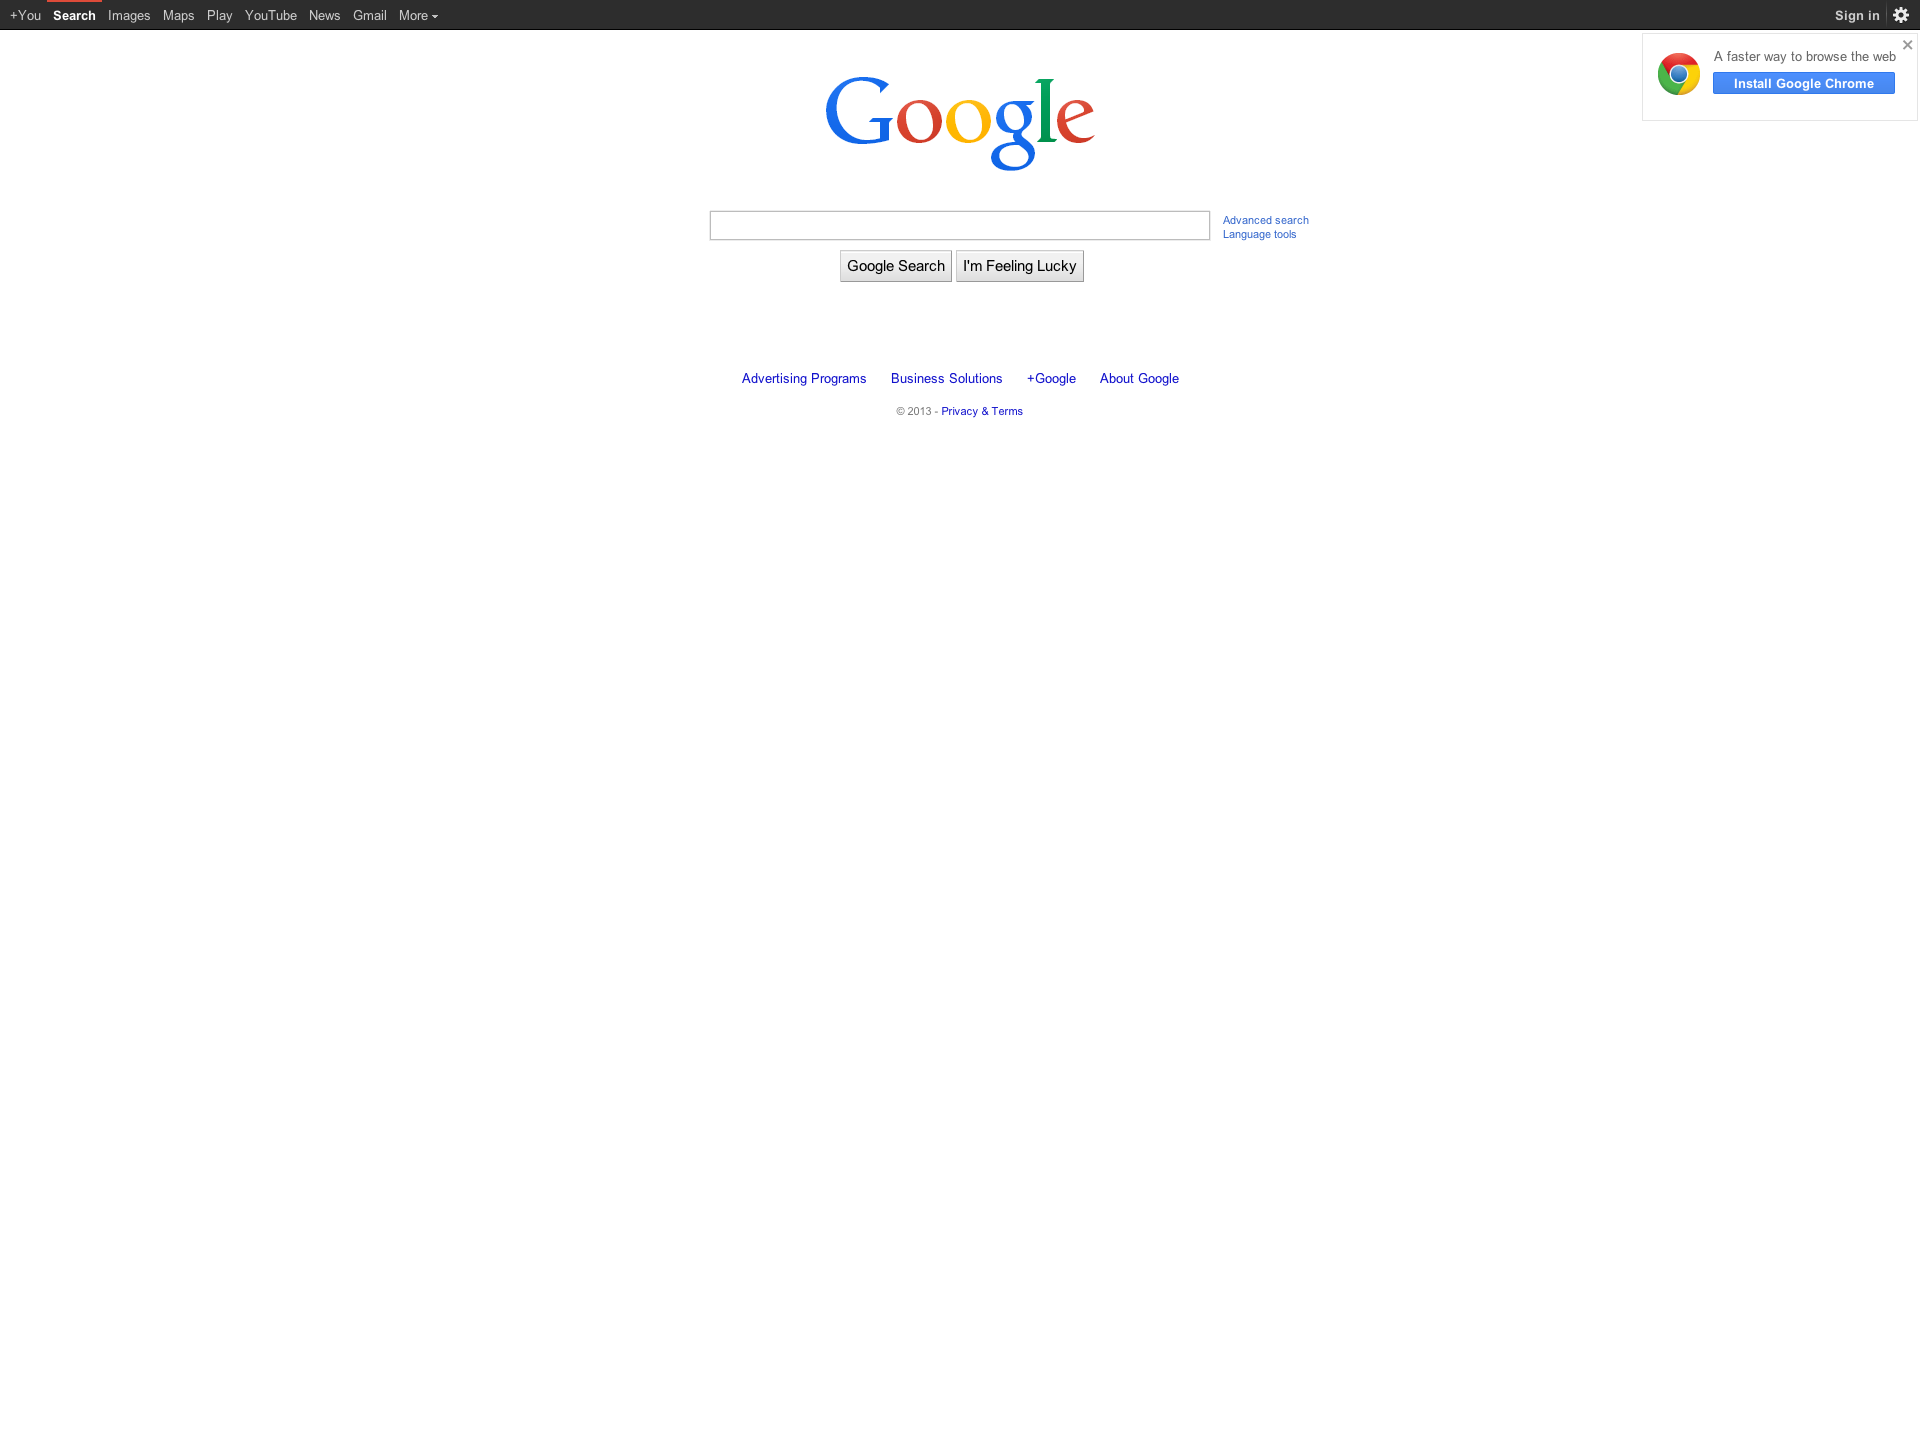 +You Search Images Maps Play YouTube News Gmail More Sign in
A faster way to browse the web
Install Google Chrome
Google
Advanced search
Language tools
Google Search I'm Feeling Lucky
Advertising Programs Business Solutions +Google About Google
© 2013 - Privacy & Terms